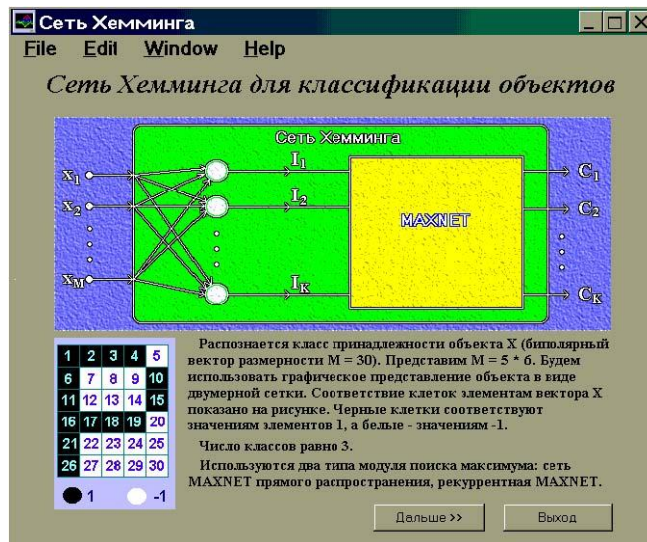 Сеть Хемминга
File Edit Window Help
Сеть Хемминга для классификации объектов
Сеть Хемминга
X1 I1 C1
X2 I2 C2
MAXNET
XM IK CK
1 2 3 4 5
6 7 8 9 10
11 12 13 14 15
16 17 18 19 20
21 22 23 24 25
26 27 28 29 30
1 -1
Распознается класс принадлежности объекта X (биполярный
вектор размерности M = 30). Представим M = 5 * 6. Будем
использовать графическое представление объекта в виде
двумерной сетки. Соответствие клеток элементам вектора X
показано на рисунке. Черные клетки соответствуют
значениям элементов 1, а белые - значениям -1.
Число классов равно 3.
Используются два типа модуля поиска максимума: сеть
MAXNET прямого распространения, рекуррентная MAXNET.
Дальше >> Выход